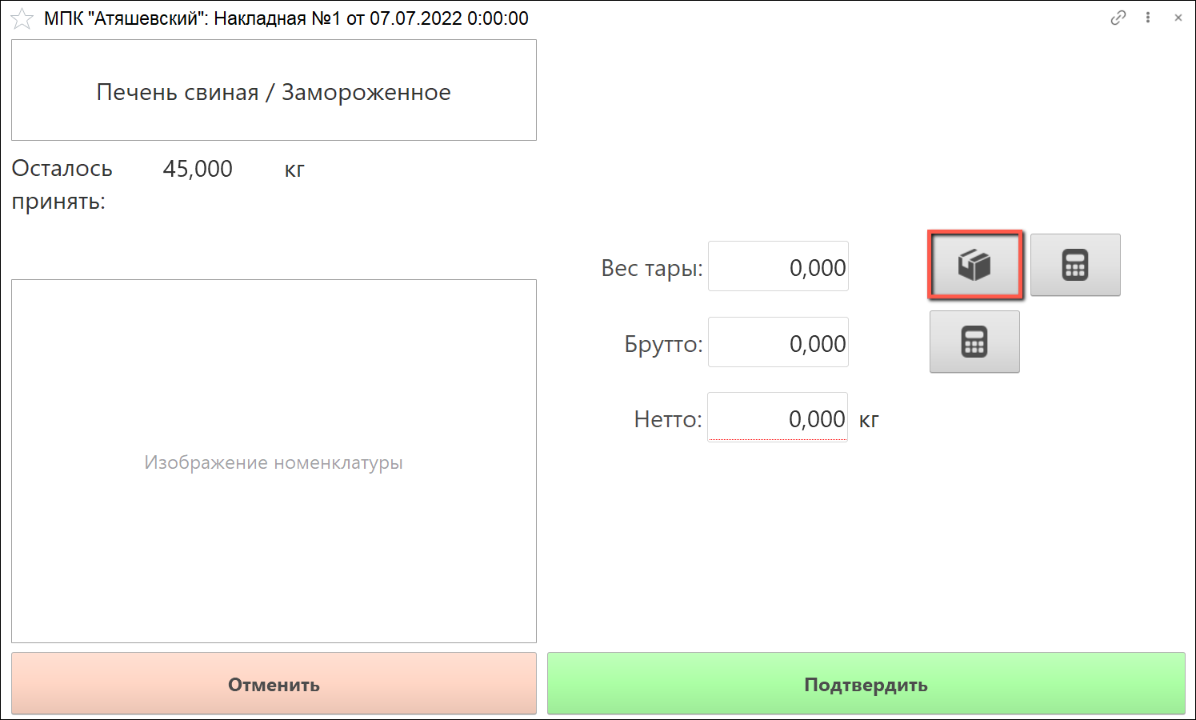 МПК "Атяшевский": Накладная №1 от 07.07.2022 0:00:00
Печень свиная / Замороженное
Осталось 45,000 кг
принять:
Вес тары: 0,000
Брутто: 0,000
Нетто: 0,000 кг
Изображение номенклатуры
Отменить Подтвердить